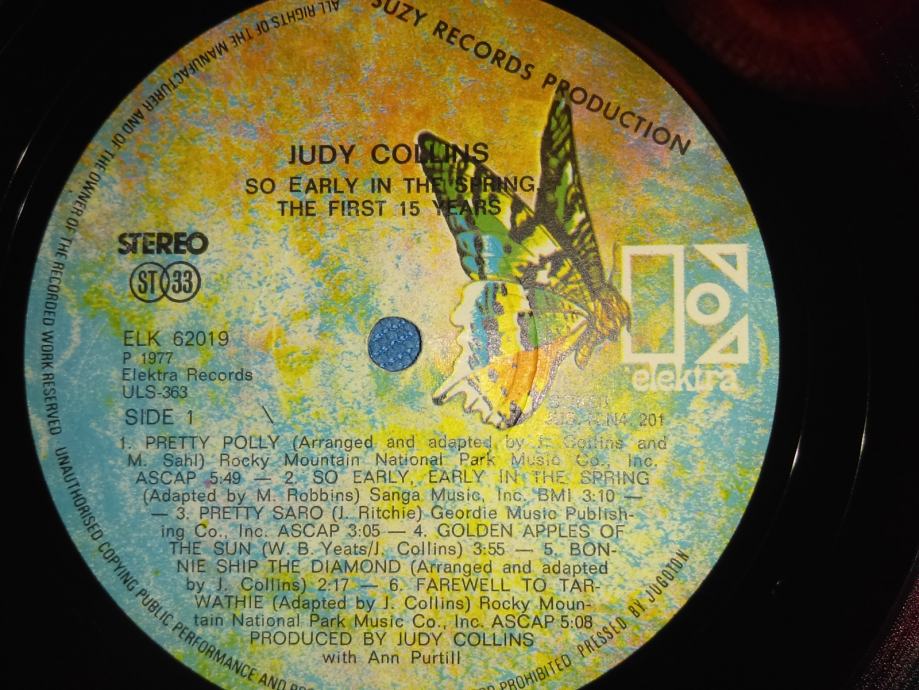 SUZY RECORDS PRODUCTION
ALL RIGHTS OF THE MANUFACTURER AND OF THE OWNER OF THE RECORDED WORK RESERVED · UNAUTHORISED COPYING PUBLIC PERFORMANCE AND
PROHIBITED PRESSED BY JUGOTON
JUDY COLLINS
SO EARLY IN THE SPRING,
THE FIRST 15 YEARS
STEREO
ST 33
elektra
ELK 62019
P 1977
Elektra Records
ULS-363
SIDE 1
201
1. PRETTY POLLY (Arranged and adapted by J. Collins and
M. Sahl) Rocky Mountain National Park Music Co., Inc.
ASCAP 5:49 — 2. SO EARLY, EARLY IN THE SPRING
(Adapted by M. Robbins) Sanga Music, Inc. BMI 3:10 —
— 3. PRETTY SARO (J. Ritchie) Geordie Music Publish-
ing Co., Inc. ASCAP 3:05 — 4. GOLDEN APPLES OF
THE SUN (W. B. Yeats/J. Collins) 3:55 — 5. BON-
NIE SHIP THE DIAMOND (Arranged and adapted
by J. Collins) 2:17 — 6. FAREWELL TO TAR-
WATHIE (Adapted by J. Collins) Rocky Moun-
tain National Park Music Co., Inc. ASCAP 5:08
PRODUCED BY JUDY COLLINS
with Ann Purtill